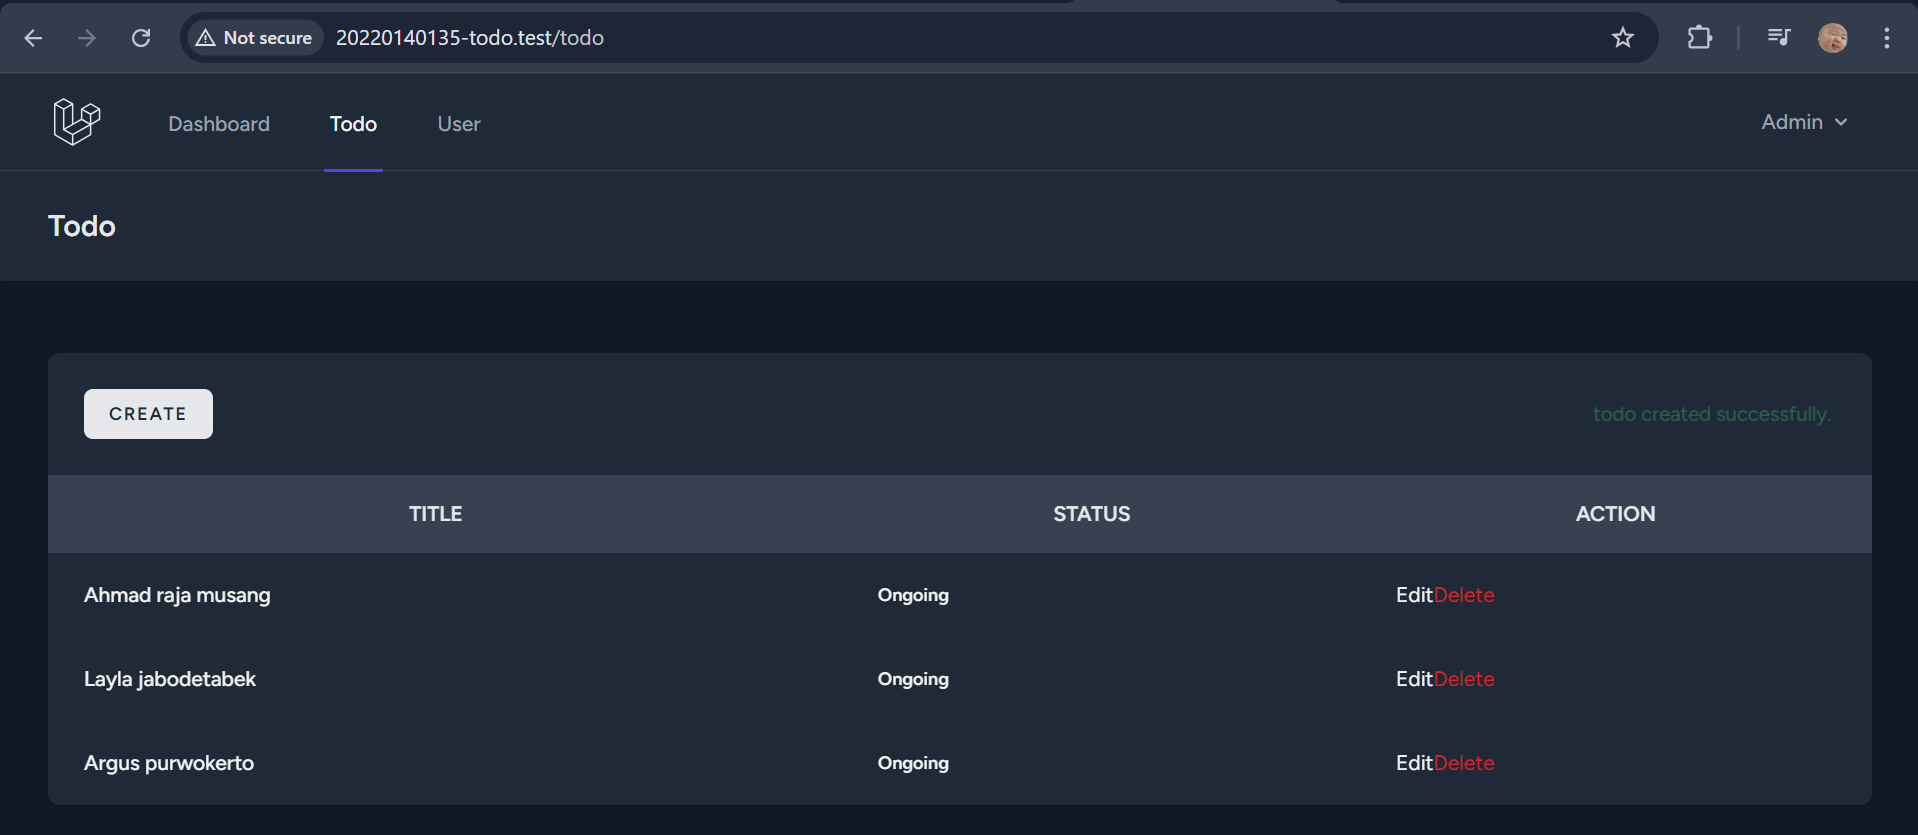 Not secure 20220140135-todo.test/todo
Dashboard Todo User Admin
Todo
CREATE todo created successfully.
TITLE STATUS ACTION
Ahmad raja musang Ongoing EditDelete
Layla jabodetabek Ongoing EditDelete
Argus purwokerto Ongoing EditDelete